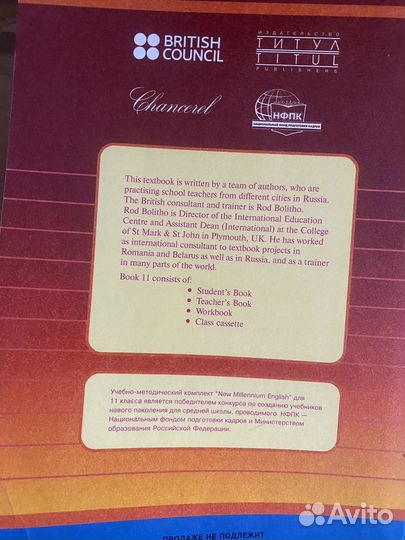 BRITISH
COUNCIL
ИЗДАТЕЛЬСТВО
ТИТУЛ
TITUL
PUBLISHERS
Chancerel
НФПК
НАЦИОНАЛЬНЫЙ ФОНД ПОДГОТОВКИ КАДРОВ
This textbook is written by a team of authors, who are
practising school teachers from different cities in Russia.
The British consultant and trainer is Rod Bolitho.
Rod Bolitho is Director of the International Education
Centre and Assistant Dean (International) at the College
of St Mark & St John in Plymouth, UK. He has worked
as international consultant to textbook projects in
Romania and Belarus as well as in Russia, and as a trainer
in many parts of the world.
Book 11 consists of:
• Student's Book
• Teacher's Book
• Workbook
• Class cassette
Учебно-методический комплект "New Millennium English" для
11 класса является победителем конкурса по созданию учебников
нового поколения для средней школы, проводимого НФПК —
Национальным фондом подготовки кадров и Министерством
образования Российской Федерации.
ПРОДАЖЕ НЕ ПОДЛЕЖИТ
Avito